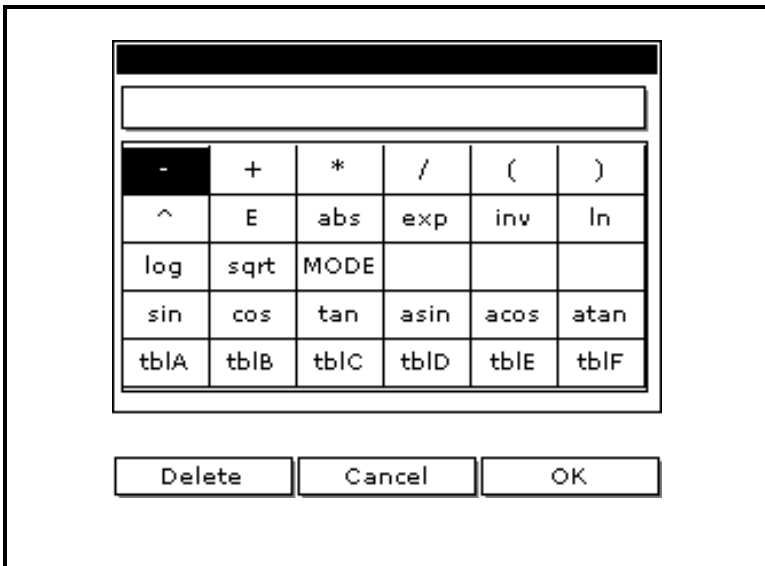 - + * / ( )
^ E abs exp inv ln
log sqrt MODE
sin cos tan asin acos atan
tblA tblB tblC tblD tblE tblF
Delete Cancel OK